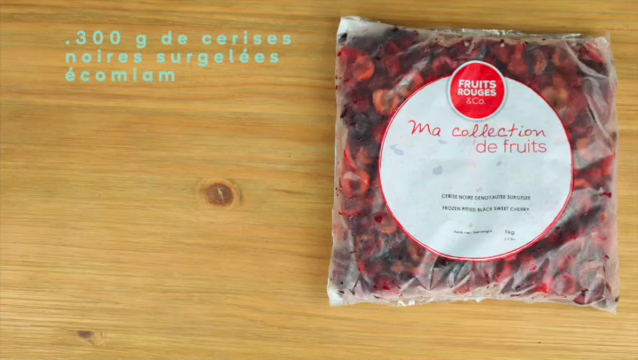 .300 g de cerises
noires surgelées
écomiam
FRUITS
ROUGES
&Co.
Ma collection
de fruits
CERISE NOIRE DENOYAUTEE SURGELEE
FROZEN PITTED BLACK SWEET CHERRY
1kg